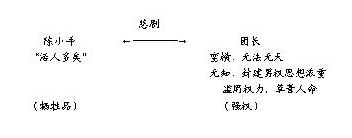 悲剧
陈小手 团长
“活人多矣” 蛮横．无法无天
无知．封建男权思想浓重
滥用权力，草菅人命
（牺牲品） （强权）